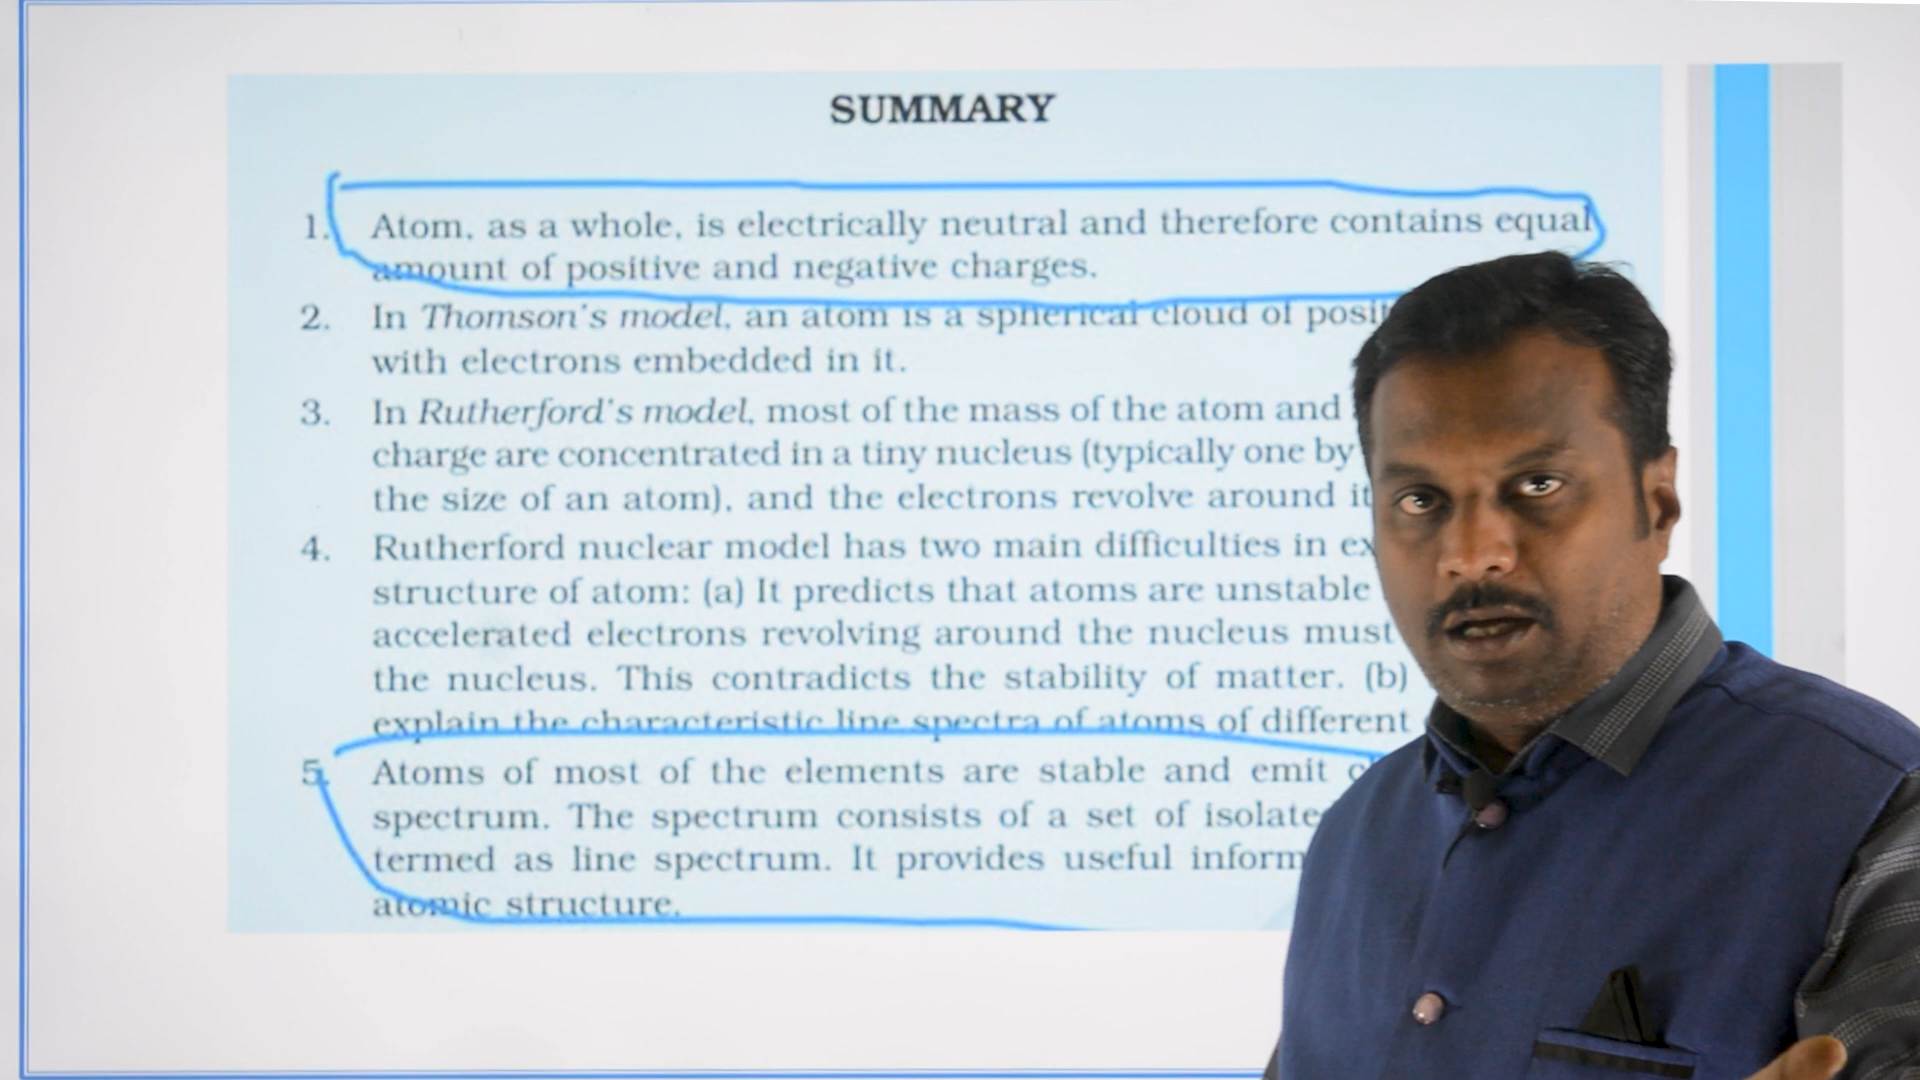 SUMMARY
1. Atom, as a whole, is electrically neutral and therefore contains equal
amount of positive and negative charges.
2. In Thomson's model, an atom is a spherical cloud of
with electrons embedded in it.
3. In Rutherford's model, most of the mass of the atom and
charge are concentrated in a tiny nucleus (typically one by
the size of an atom), and the electrons revolve around it
4. Rutherford nuclear model has two main difficulties in
structure of atom: (a) It predicts that atoms are unstable
accelerated electrons revolving around the nucleus must
the nucleus. This contradicts the stability of matter. (b)
explain the characteristic line spectra of atoms of different
5. Atoms of most of the elements are stable and emit
spectrum. The spectrum consists of a set of
termed as line spectrum. It provides useful
atomic structure.